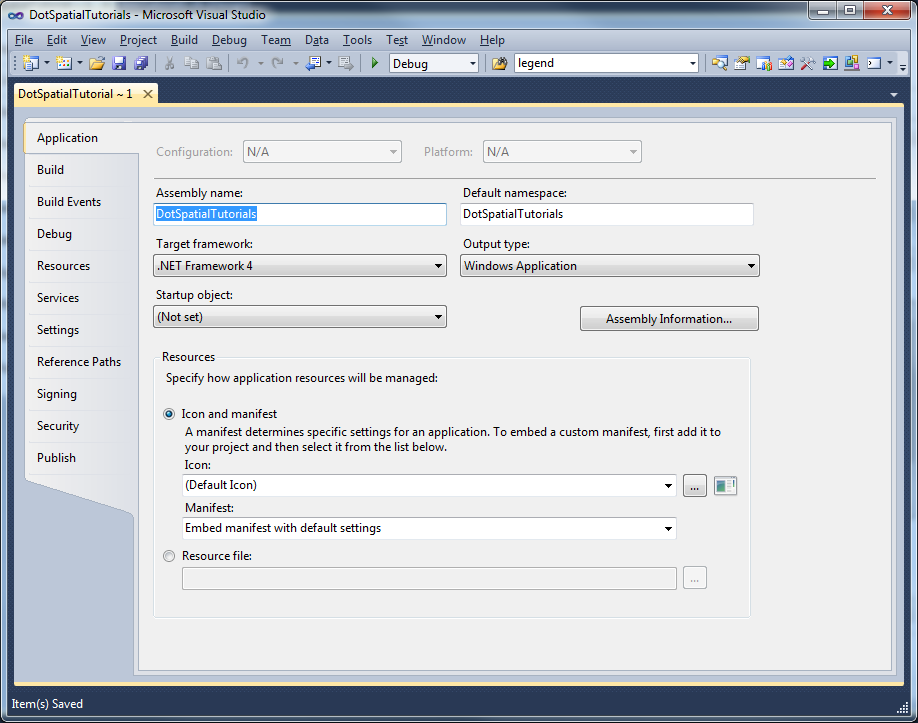 DotSpatialTutorials - Microsoft Visual Studio
File Edit View Project Build Debug Team Data Tools Test Window Help
Debug legend
DotSpatialTutorial ~ 1
Application
Build
Build Events
Debug
Resources
Services
Settings
Reference Paths
Signing
Security
Publish
Configuration: N/A Platform: N/A
Assembly name: Default namespace:
DotSpatialTutorials DotSpatialTutorials
Target framework: Output type:
.NET Framework 4 Windows Application
Startup object:
(Not set) Assembly Information...
Resources
Specify how application resources will be managed:
Icon and manifest
A manifest determines specific settings for an application. To embed a custom manifest, first add it to
your project and then select it from the list below.
Icon:
(Default Icon) ...
Manifest:
Embed manifest with default settings
Resource file:
...
Item(s) Saved